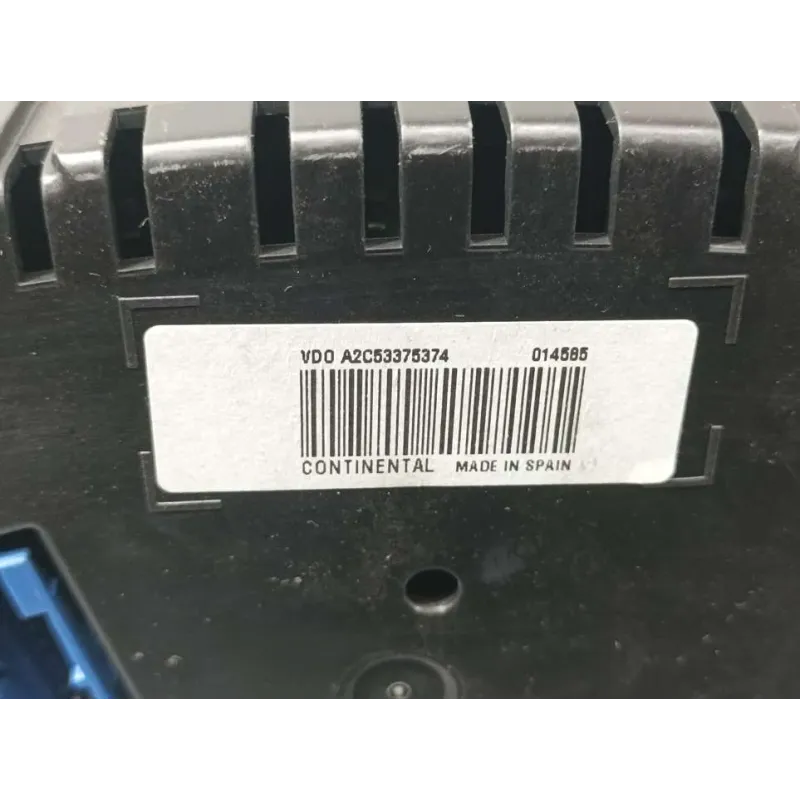 VDO A2C53375374 014585
CONTINENTAL MADE IN SPAIN